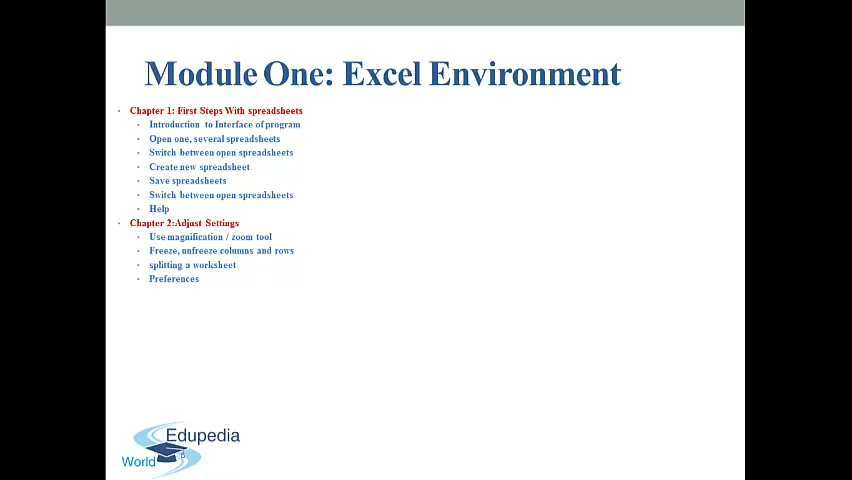 Module One: Excel Environment
Chapter 1: First Steps With spreadsheets
Introduction to Interface of program
Open one, several spreadsheets
Switch between open spreadsheets
Create new spreadsheet
Save spreadsheets
Switch between open spreadsheets
Help
Chapter 2:Adjust Settings
Use magnification / zoom tool
Freeze, unfreeze columns and rows
splitting a worksheet
Preferences
Edupedia
World